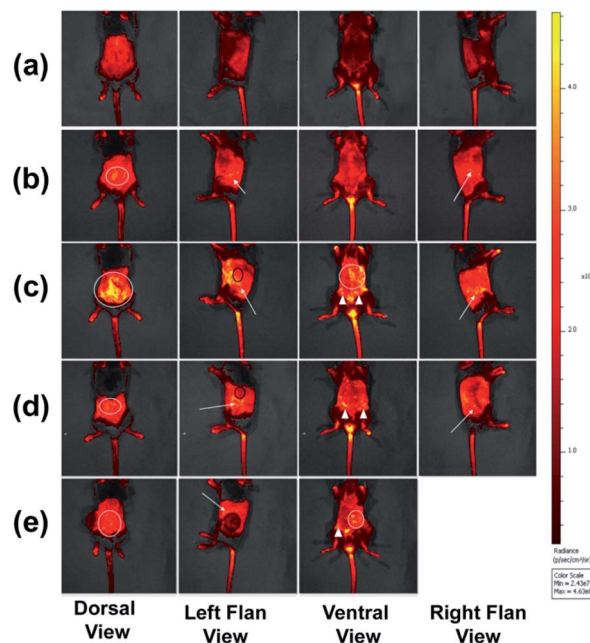 (a)
(b)
(c)
(d)
(e)
4.0
3.0
x10
2.0
1.0
Radiance
(p/sec/cm²/sr)
Color Scale
Min = 2.43e7
Max = 4.63e
Dorsal View
Left Flan View
Ventral View
Right Flan View